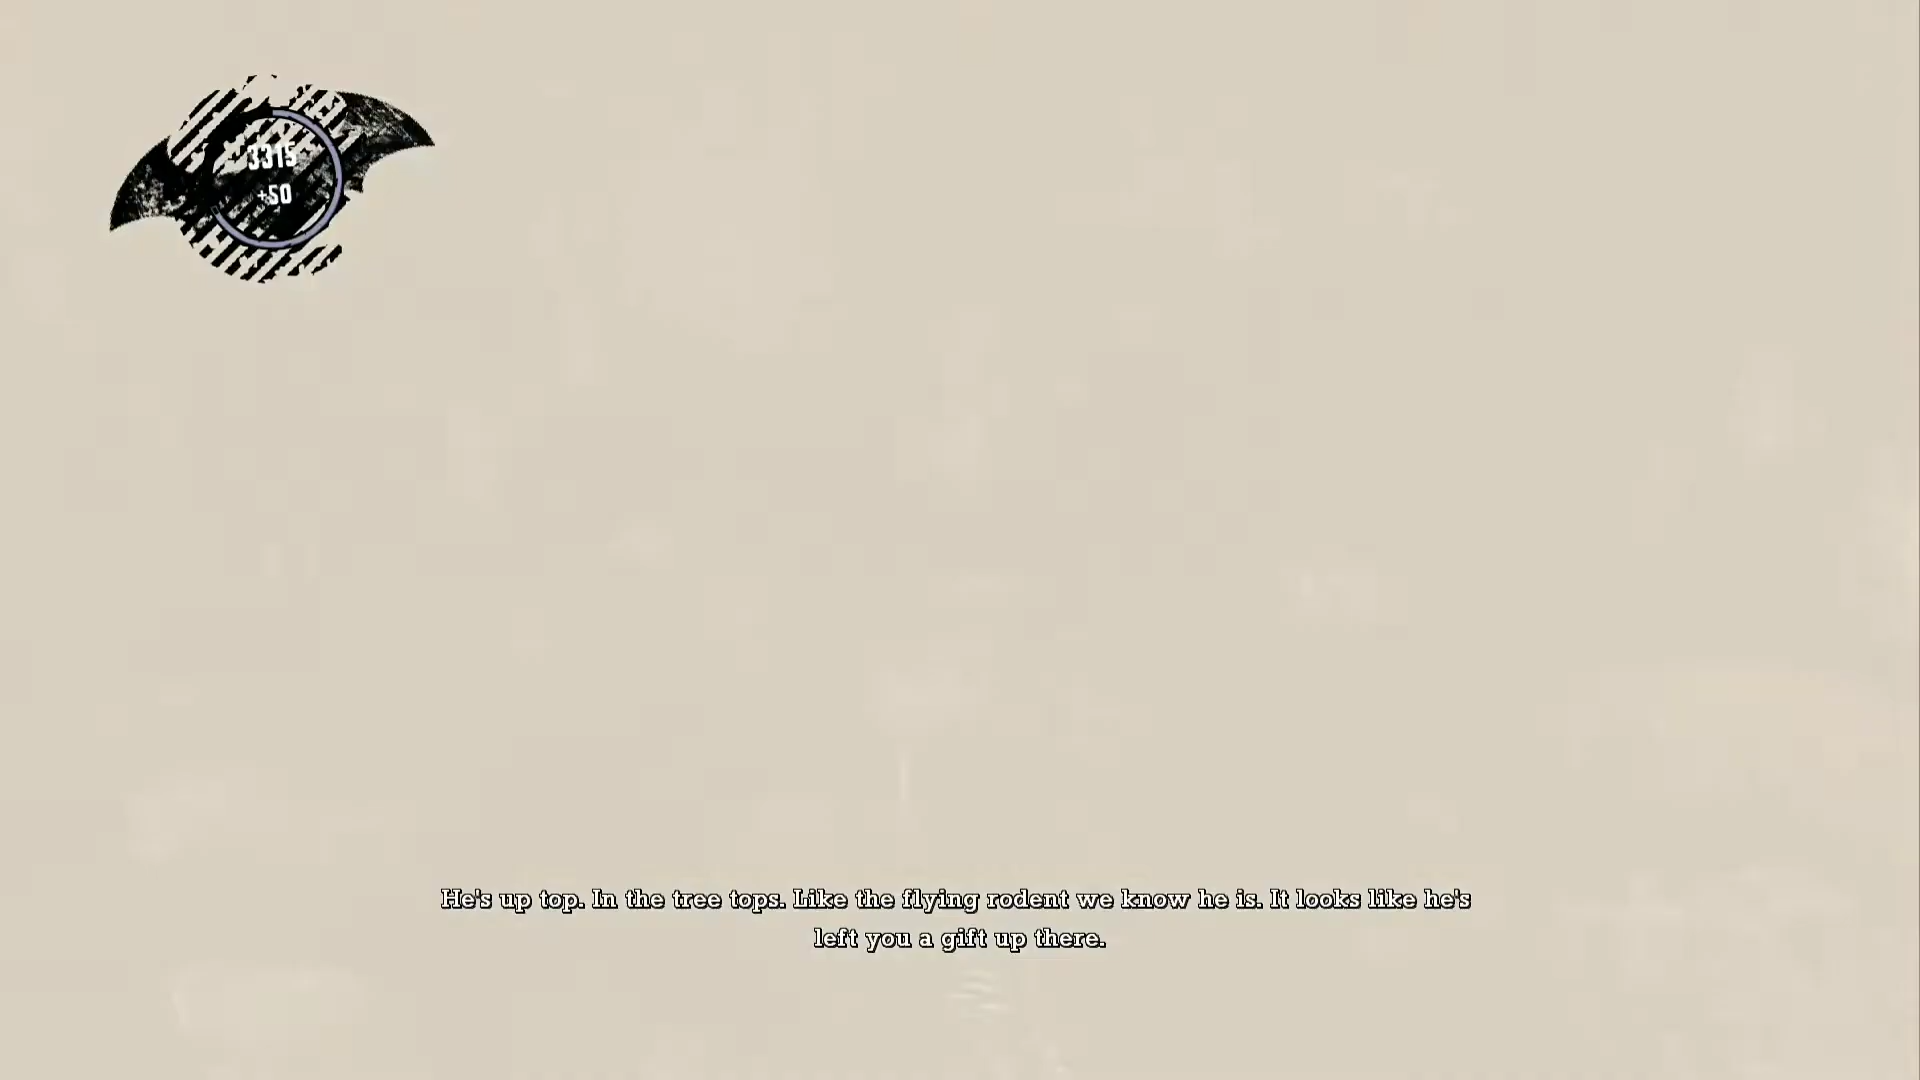 3315
+50
He's up top. In the tree tops. Like the flying rodent we know he is. It looks like he's
left you a gift up there.